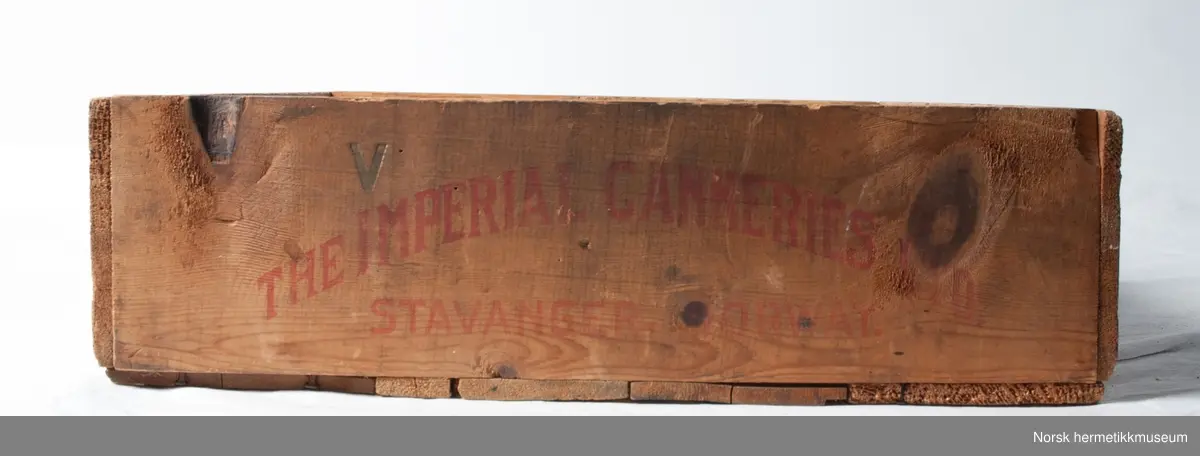 V
THE IMPERIAL CANNERIES
STAVANGER.
Norsk hermetikkmuseum